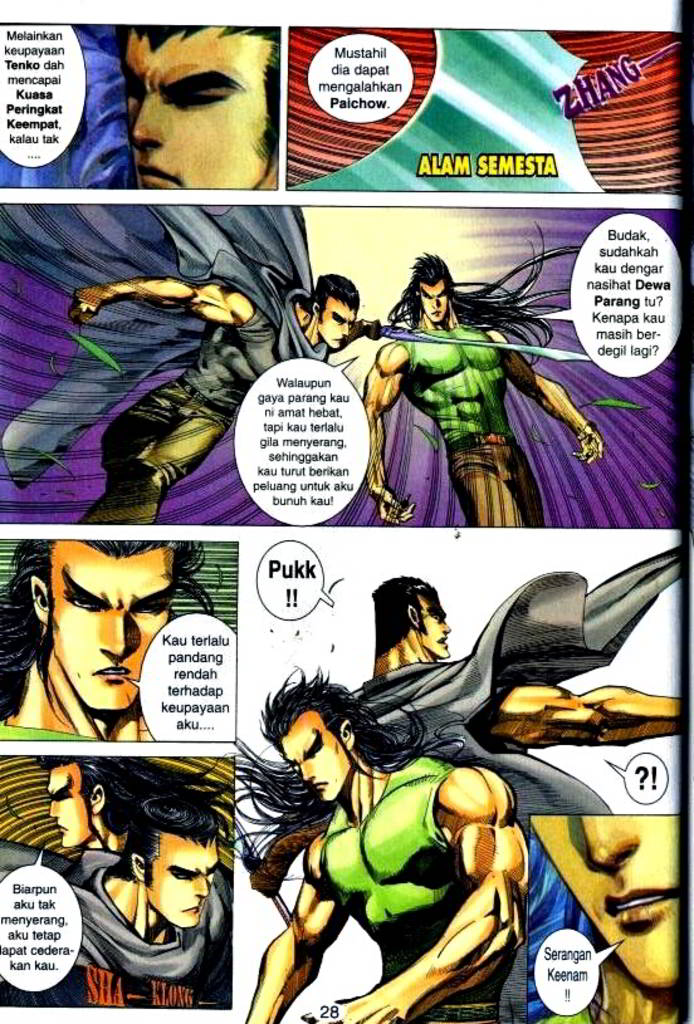 Melainkan
keupayaan
Tenko dah
mencapai
Kuasa
Peringkat
Keempat,
kalau tak
....
Mustahil
dia dapat
mengalahkan
Paichow.
ZHANG
ALAM SEMESTA
Budak,
sudahkah
kau dengar
nasihat Dewa
Parang tu?
Kenapa kau
masih ber-
degil lagi?
Walaupun
gaya parang kau
ni amat hebat,
tapi kau terlalu
gila menyerang,
sehinggakan
kau turut berikan
peluang untuk aku
bunuh kau!
Kau terlalu
pandang
rendah
terhadap
keupayaan
aku....
Pukk
!!
?!
Biarpun
aku tak
menyerang,
aku tetap
dapat cedera-
kan kau.
SHA - KLONG -
Serangan
Keenam
!!
28